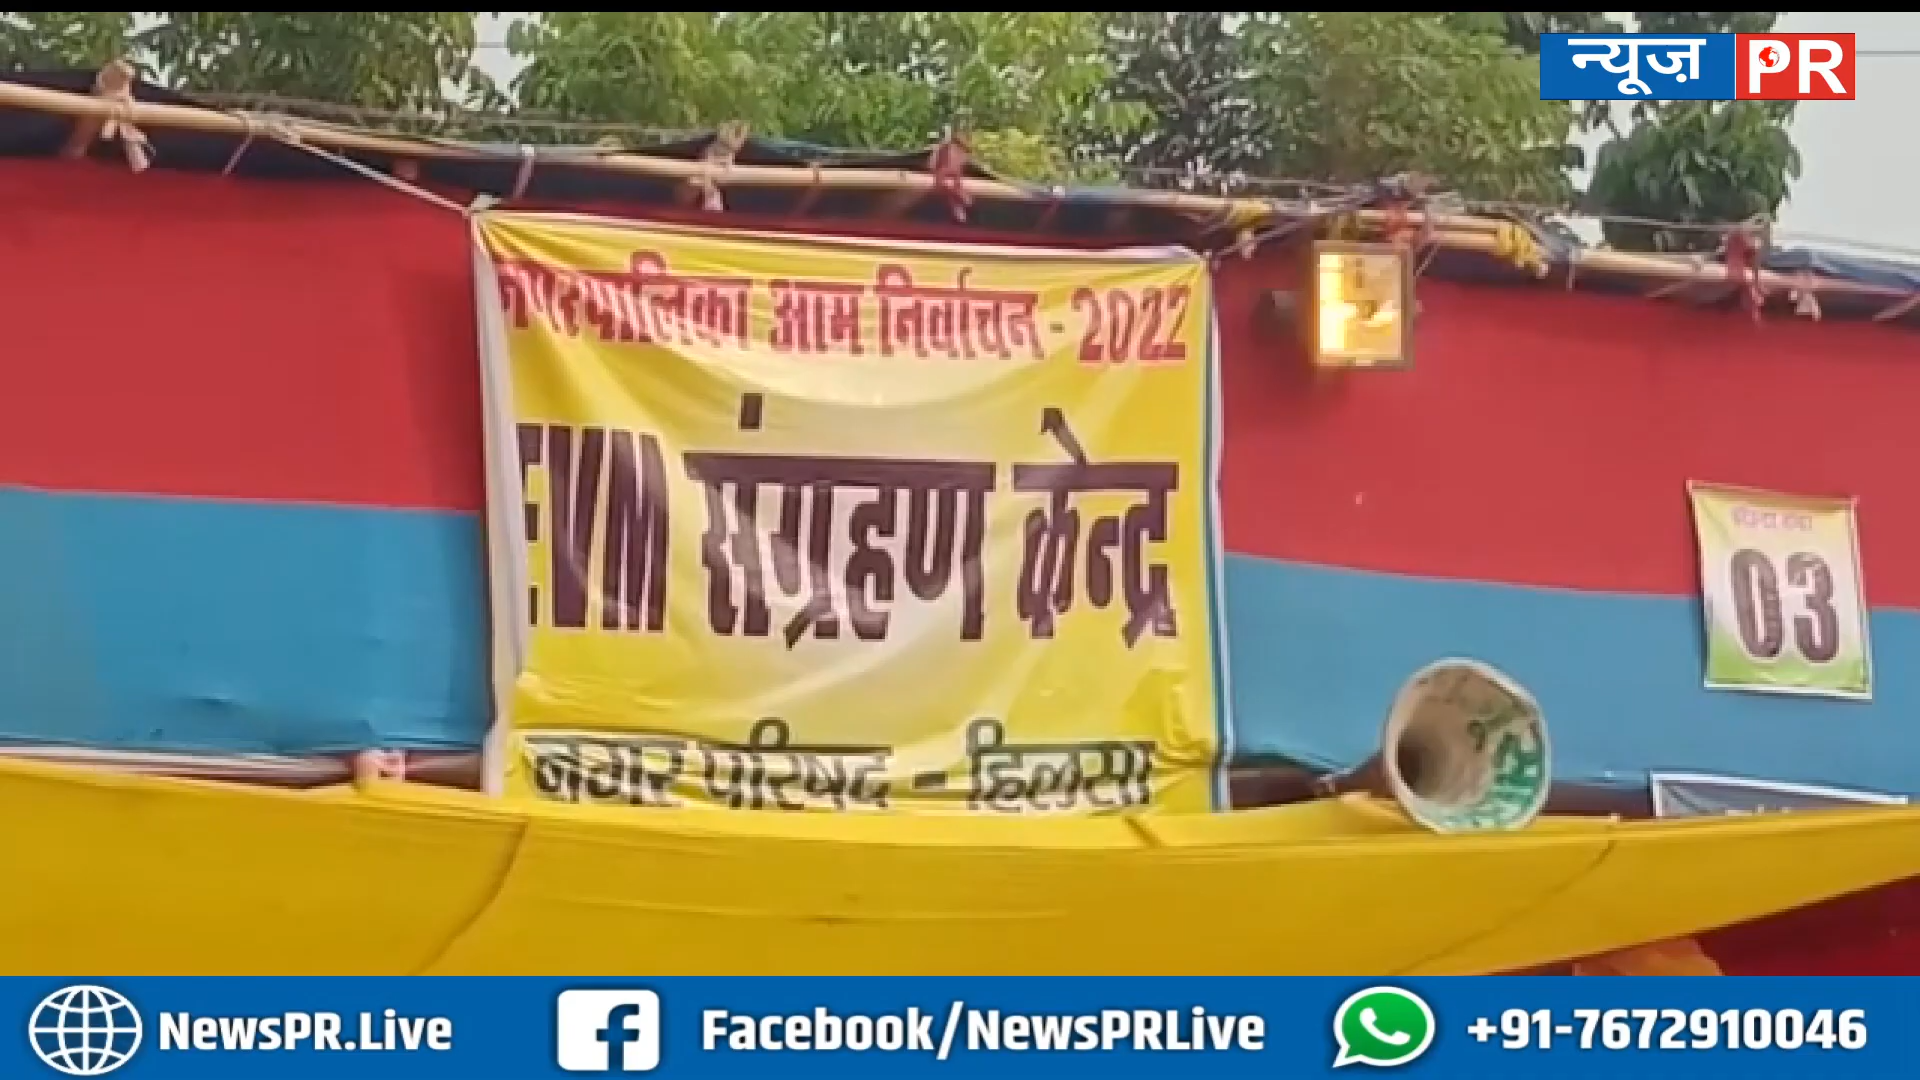 न्यूज़ PR
नगरपालिका आम निर्वाचन - 2022
EVM संग्रहण केन्द्र
03
नगर परिषद - हिलसा
NewsPR.Live
Facebook/NewsPRLive
+91-7672910046